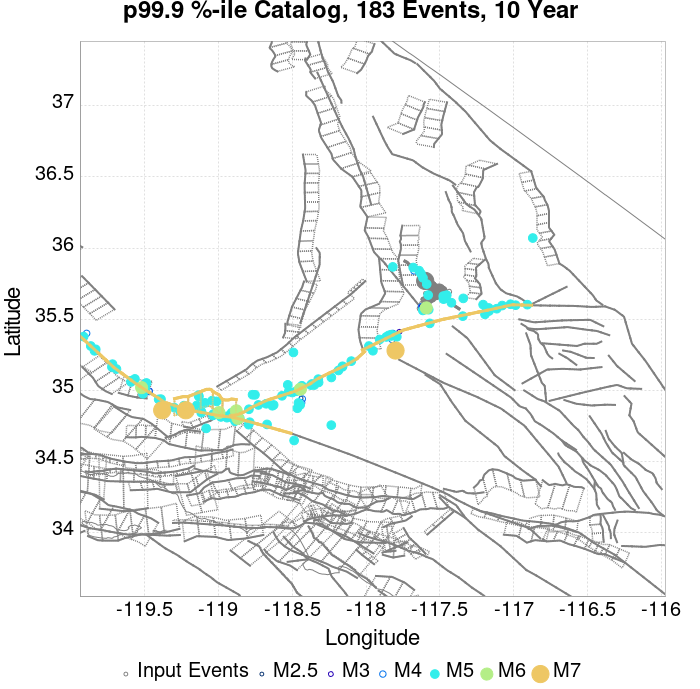 p99.9 %-ile Catalog, 183 Events, 10 Year
37
36.5
36
35.5
35
34.5
34
Latitude
-119.5 -119 -118.5 -118 -117.5 -117 -116.5 -116
Longitude
Input Events M2.5 M3 M4 M5 M6 M7